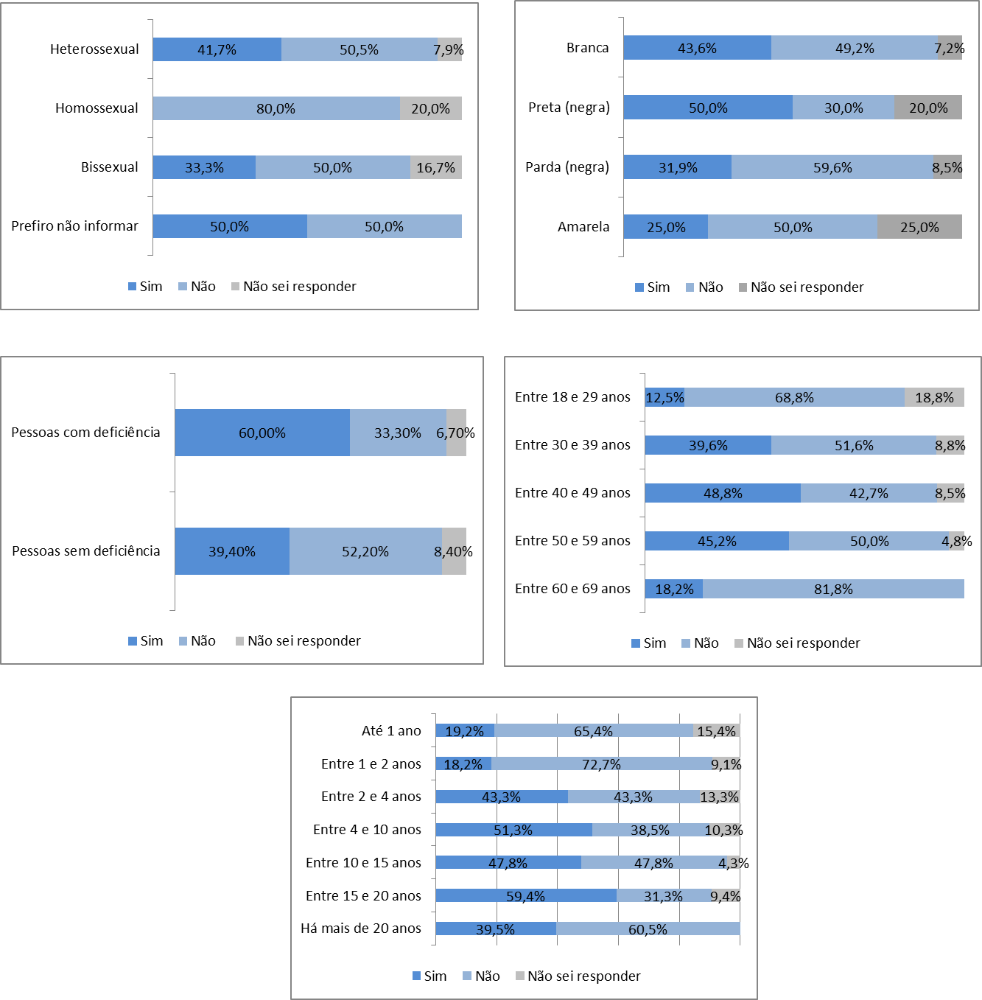 Heterossexual 41,7% 50,5% 7,9%
Homossexual 80,0% 20,0%
Bissexual 33,3% 50,0% 16,7%
Prefiro não informar 50,0% 50,0%
Sim Não Não sei responder
Branca 43,6% 49,2% 7,2%
Preta (negra) 50,0% 30,0% 20,0%
Parda (negra) 31,9% 59,6% 8,5%
Amarela 25,0% 50,0% 25,0%
Sim Não Não sei responder
Pessoas com deficiência 60,00% 33,30% 6,70%
Pessoas sem deficiência 39,40% 52,20% 8,40%
Sim Não Não sei responder
Entre 18 e 29 anos 12,5% 68,8% 18,8%
Entre 30 e 39 anos 39,6% 51,6% 8,8%
Entre 40 e 49 anos 48,8% 42,7% 8,5%
Entre 50 e 59 anos 45,2% 50,0% 4,8%
Entre 60 e 69 anos 18,2% 81,8%
Sim Não Não sei responder
Até 1 ano 19,2% 65,4% 15,4%
Entre 1 e 2 anos 18,2% 72,7% 9,1%
Entre 2 e 4 anos 43,3% 43,3% 13,3%
Entre 4 e 10 anos 51,3% 38,5% 10,3%
Entre 10 e 15 anos 47,8% 47,8% 4,3%
Entre 15 e 20 anos 59,4% 31,3% 9,4%
Há mais de 20 anos 39,5% 60,5%
Sim Não Não sei responder